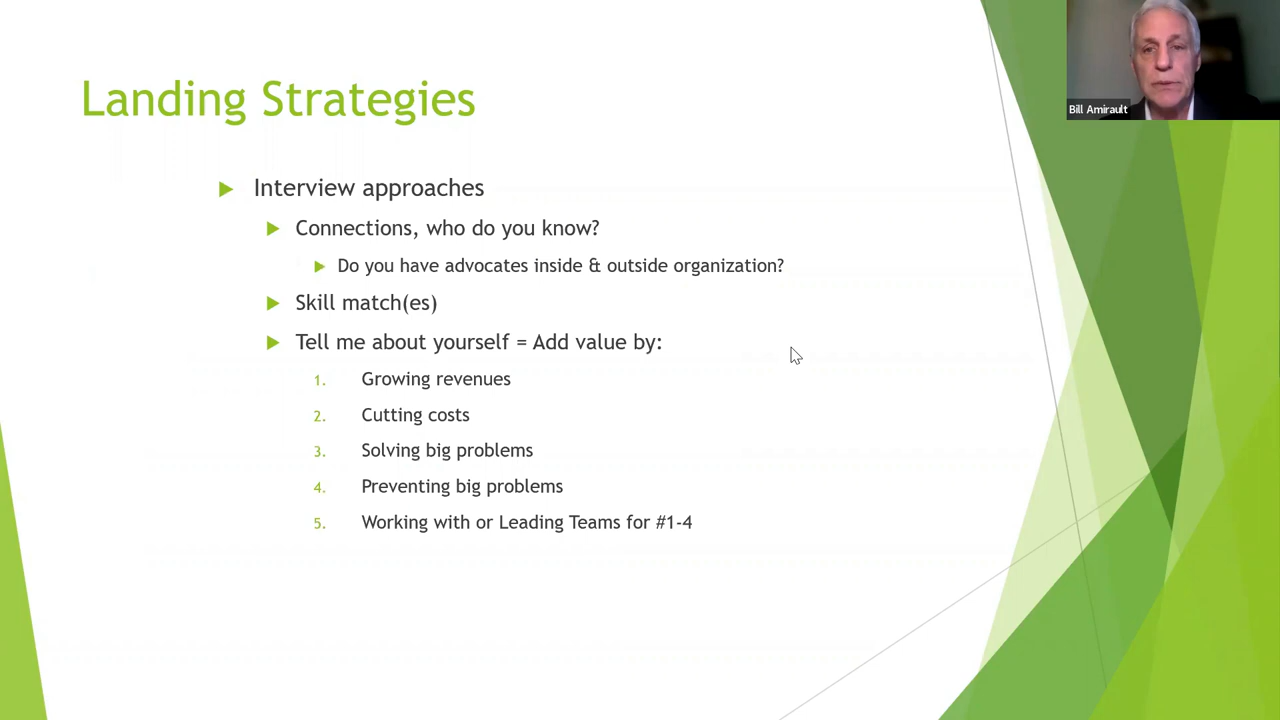 Landing Strategies
Bill Amirault
Interview approaches
Connections, who do you know?
Do you have advocates inside & outside organization?
Skill match(es)
Tell me about yourself = Add value by:
1. Growing revenues
2. Cutting costs
3. Solving big problems
4. Preventing big problems
5. Working with or Leading Teams for #1-4